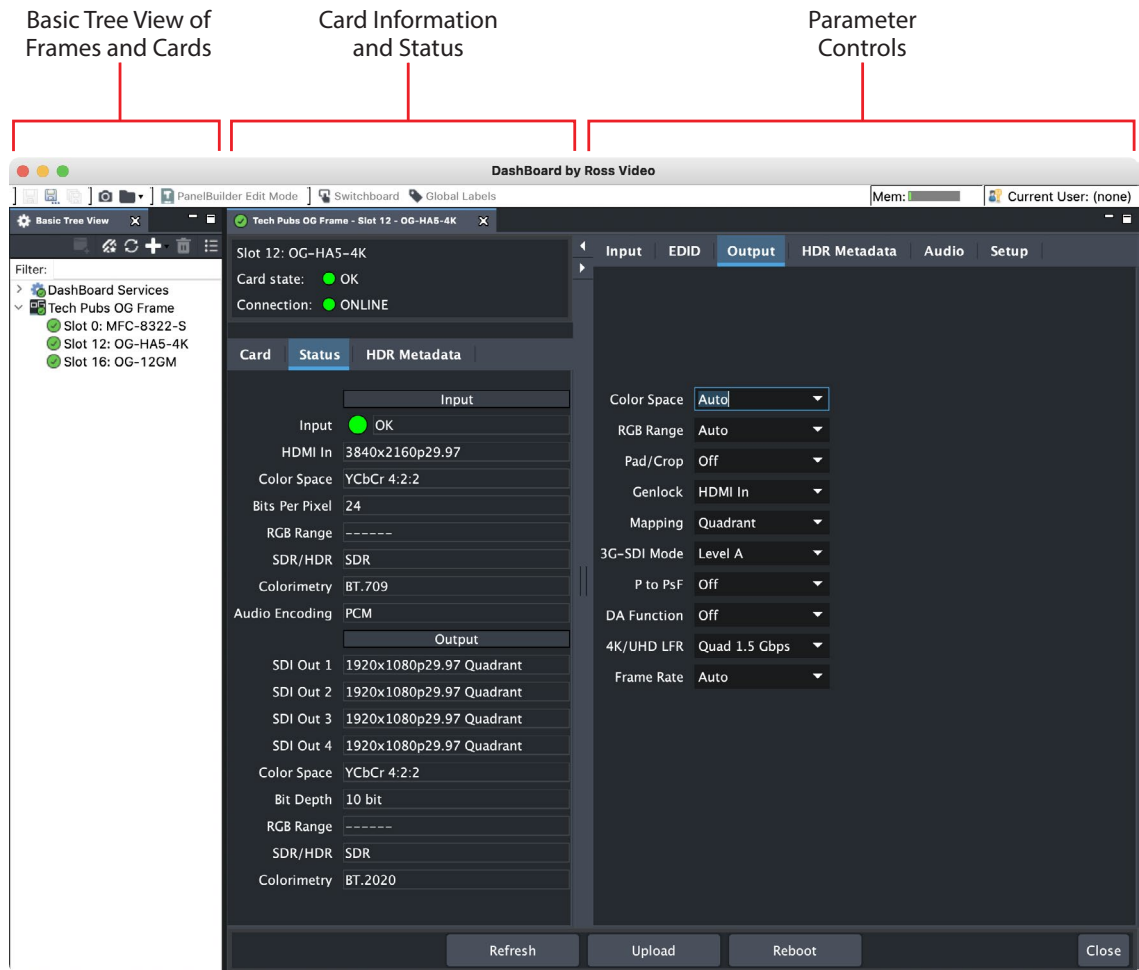 Basic Tree View of
Frames and Cards
Card Information
and Status
Parameter
Controls
DashBoard by Ross Video
PanelBuilder Edit Mode
Switchboard
Global Labels
Mem:
Current User: (none)
Basic Tree View
Filter:
DashBoard Services
Tech Pubs OG Frame
Slot 0: MFC-8322-S
Slot 12: OG-HA5-4K
Slot 16: OG-12GM
Tech Pubs OG Frame - Slot 12 - OG-HA5-4K
Slot 12: OG-HA5-4K
Card state: OK
Connection: ONLINE
Card Status HDR Metadata
Input
Input OK
HDMI In 3840x2160p29.97
Color Space YCbCr 4:2:2
Bits Per Pixel 24
RGB Range ------
SDR/HDR SDR
Colorimetry BT.709
Audio Encoding PCM
Output
SDI Out 1 1920x1080p29.97 Quadrant
SDI Out 2 1920x1080p29.97 Quadrant
SDI Out 3 1920x1080p29.97 Quadrant
SDI Out 4 1920x1080p29.97 Quadrant
Color Space YCbCr 4:2:2
Bit Depth 10 bit
RGB Range ------
SDR/HDR SDR
Colorimetry BT.2020
Input EDID Output HDR Metadata Audio Setup
Color Space Auto
RGB Range Auto
Pad/Crop Off
Genlock HDMI In
Mapping Quadrant
3G-SDI Mode Level A
P to PsF Off
DA Function Off
4K/UHD LFR Quad 1.5 Gbps
Frame Rate Auto
Refresh Upload Reboot Close